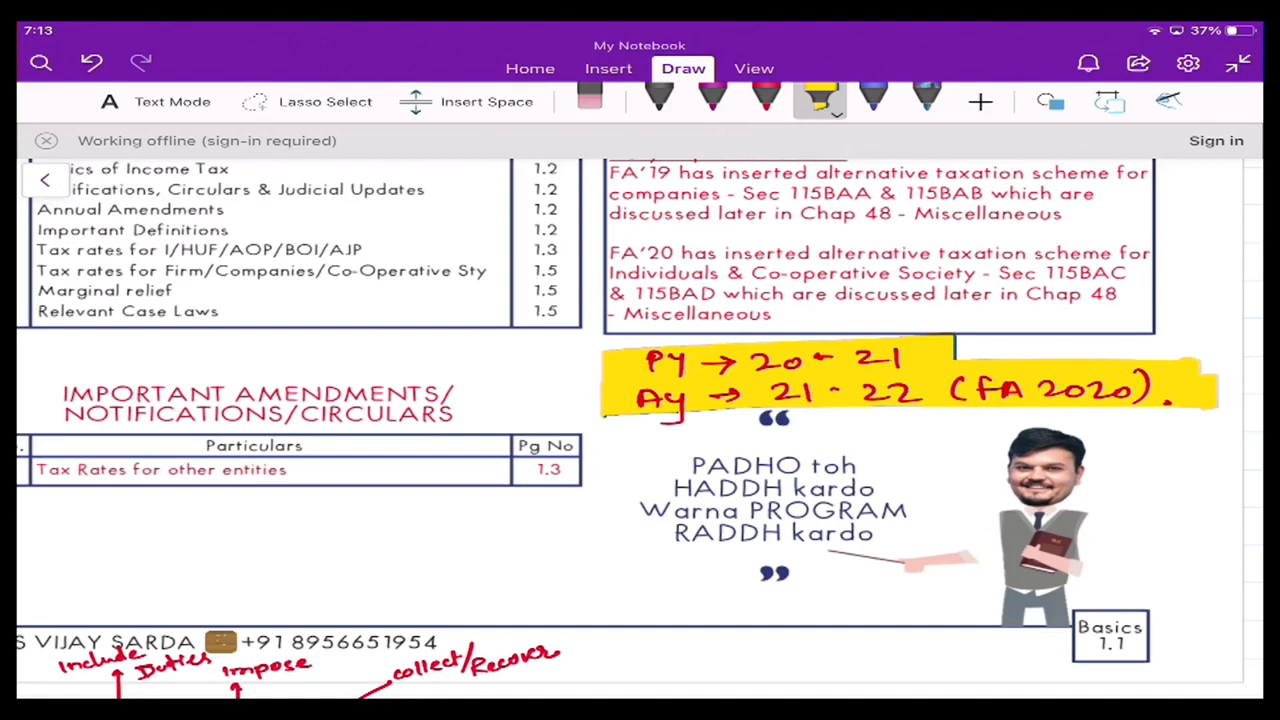 7:13
37%
My Notebook
Home Insert Draw View
Text Mode Lasso Select Insert Space
Working offline (sign-in required) Sign in
ics of Income Tax 1.2
ifications, Circulars & Judicial Updates 1.2
Annual Amendments 1.2
Important Definitions 1.2
Tax rates for I/HUF/AOP/BOI/AJP 1.3
Tax rates for Firm/Companies/Co-Operative Sty 1.5
Marginal relief 1.5
Relevant Case Laws 1.5
FA'19 has inserted alternative taxation scheme for
companies - Sec 115BAA & 115BAB which are
discussed later in Chap 48 - Miscellaneous
FA'20 has inserted alternative taxation scheme for
Individuals & Co-operative Society - Sec 115BAC
& 115BAD which are discussed later in Chap 48
- Miscellaneous
PY → 20 - 21
AY → 21 - 22 (FA 2020).
IMPORTANT AMENDMENTS/
NOTIFICATIONS/CIRCULARS
. Particulars Pg No
Tax Rates for other entities 1.3
“
PADHO toh
HADDH kardo
Warna PROGRAM
RADDH kardo
”
S VIJAY SARDA +91 8956651954
Basics
1.1
Include
Duties
Impose
collect/Recover